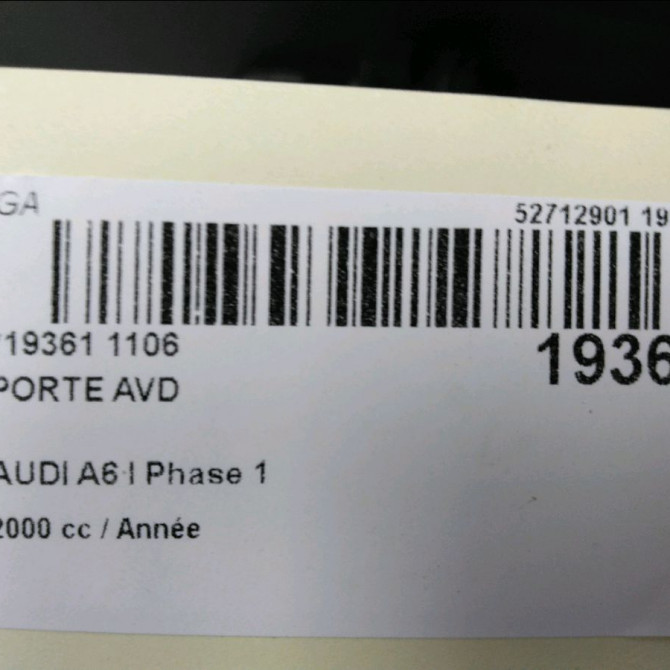 GA
52712901 19
19361 1106
1936
PORTE AVD
AUDI A6 I Phase 1
2000 cc / Année